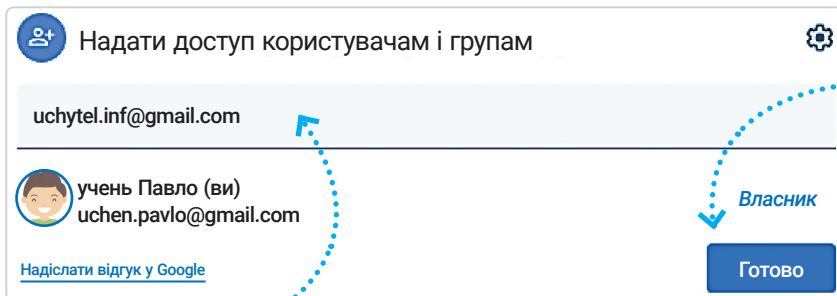 Надати доступ користувачам і групам
uchytel.inf@gmail.com
учень Павло (ви)
uchen.pavlo@gmail.com
Власник
Надіслати відгук у Google
Готово